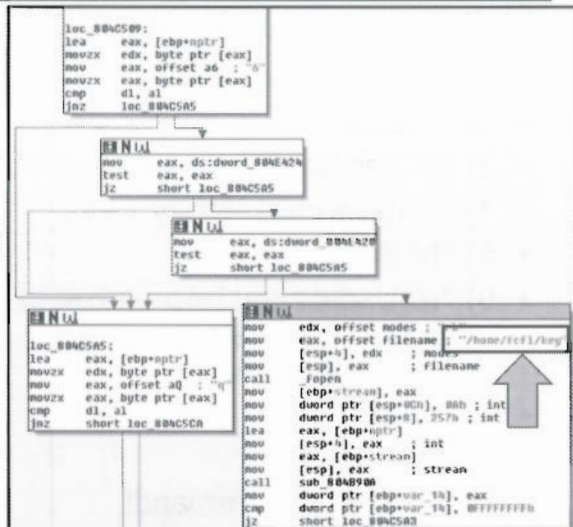 loc_804C509:
lea eax, [ebp+nptr]
movzx edx, byte ptr [eax]
mov eax, offset a6 ; "6"
movzx eax, byte ptr [eax]
cmp dl, al
jnz loc_804C5A5
mov eax, ds:dword_804E424
test eax, eax
jz short loc_804C5A5
mov eax, ds:dword_804E420
test eax, eax
jz short loc_804C5A5
loc_804C5A5:
lea eax, [ebp+nptr]
movzx edx, byte ptr [eax]
mov eax, offset aQ ; "q"
movzx eax, byte ptr [eax]
cmp dl, al
jnz short loc_804C5CA
mov edx, offset modes ;
mov eax, offset filename ; "/home/fcf1/key"
mov [esp+4], edx ; modes
mov [esp], eax ; filename
call _fopen
mov [ebp+stream], eax
mov dword ptr [esp+0Ch], 0Ah ; int
mov dword ptr [esp+8], 257h ; int
lea eax, [ebp+nptr]
mov [esp+4], eax ; int
mov eax, [ebp+stream]
mov [esp], eax ; stream
call sub_804B90A
mov dword ptr [ebp+var_14], eax
cmp dword ptr [ebp+var_14], 0FFFFFFFFh
jz short loc_804C5A3